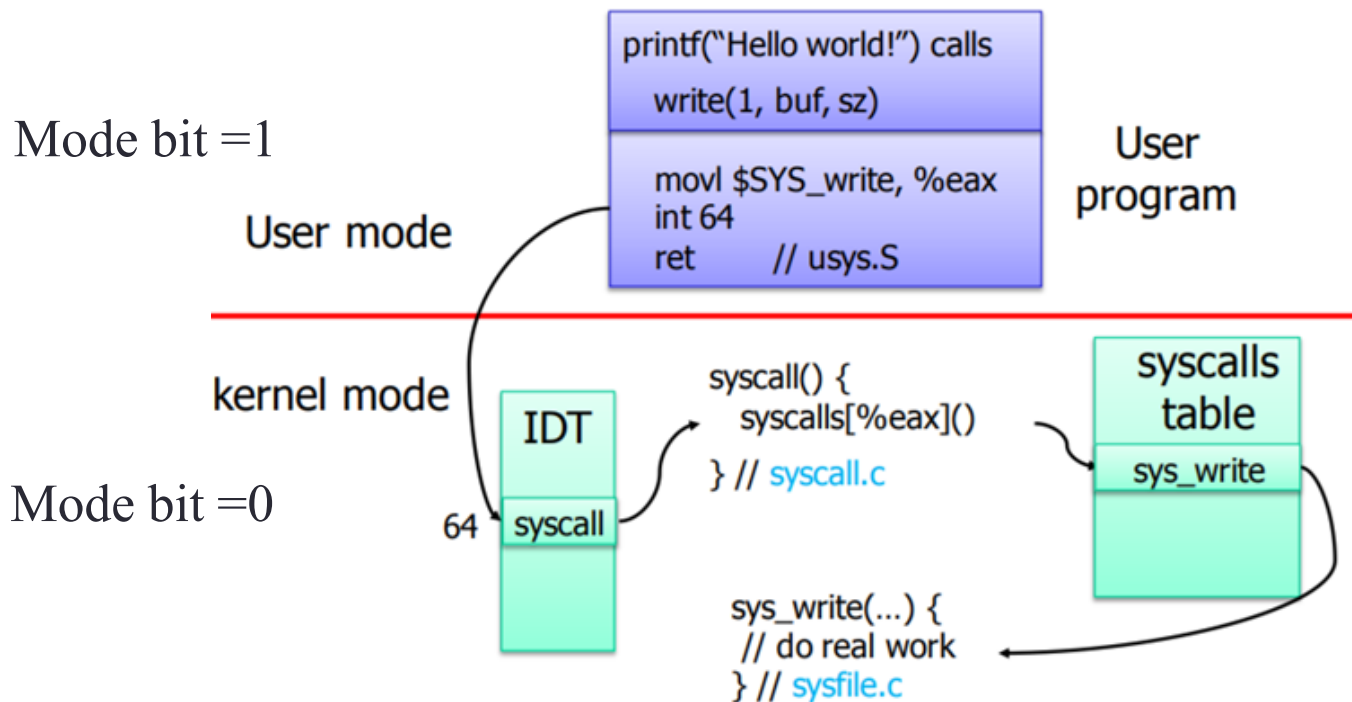 printf(“Hello world!”) calls
write(1, buf, sz)
Mode bit =1
User
program
movl $SYS_write, %eax
int 64
ret // usys.S
User mode
kernel mode
IDT
syscall() {
syscalls[%eax]()
} // syscall.c
syscalls
table
sys_write
Mode bit =0
64
syscall
sys_write(...) {
// do real work
} // sysfile.c